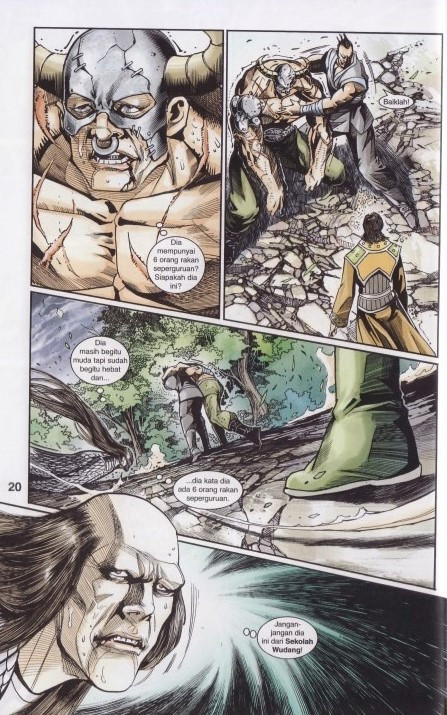 Dia
mempunyai
6 orang rakan
seperguruan?
Siapakah dia
ini?
Baiklah!
Dia
masih begitu
muda tapi sudah
begitu hebat
dan...
...dia kata dia
ada 6 orang rakan
seperguruan.
20
Jangan-
jangan dia
ini dari Sekolah
Wudang!